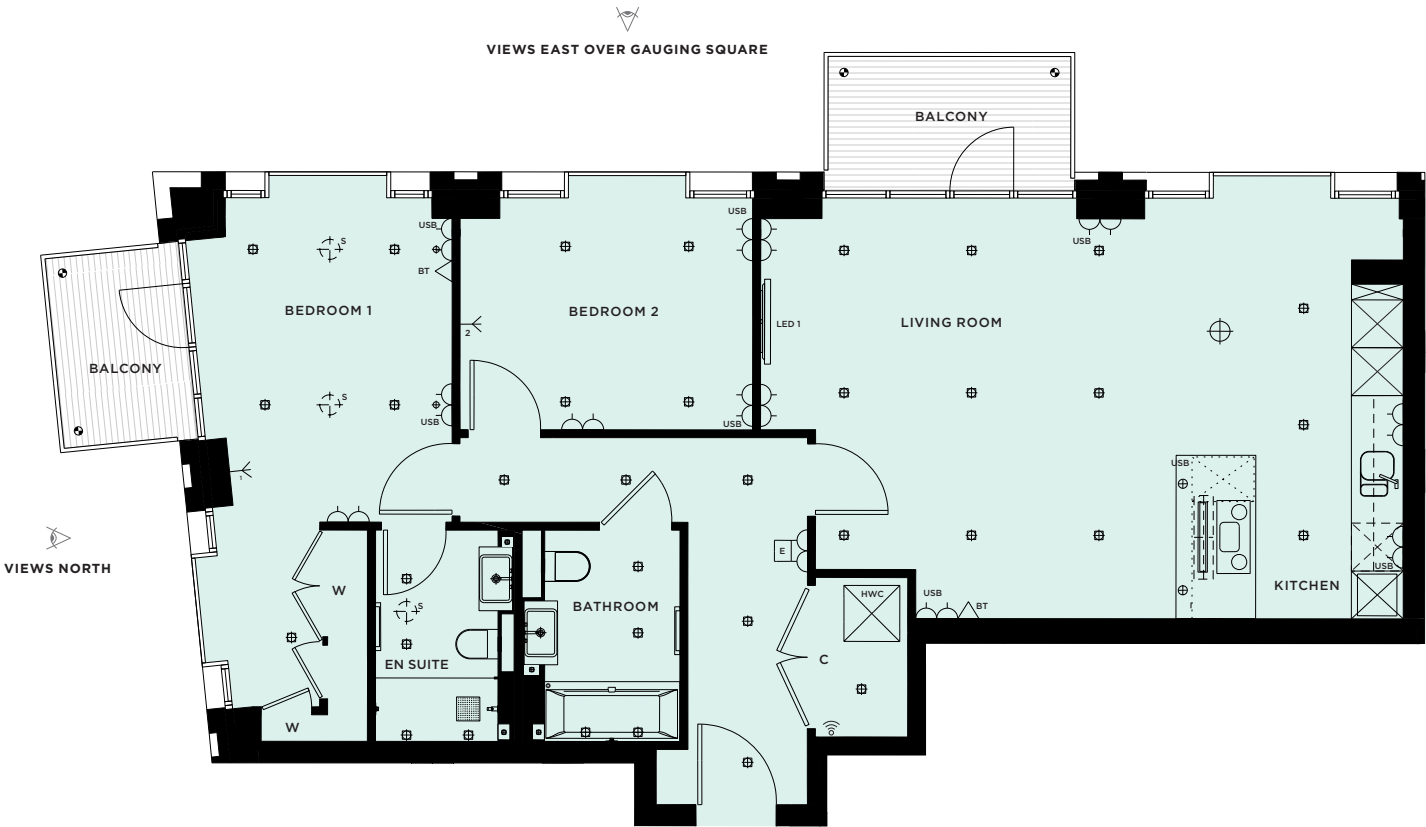 VIEWS EAST OVER GAUGING SQUARE
BALCONY
USB
USB
S
USB
BT
BEDROOM 1
BEDROOM 2
2
LED 1
LIVING ROOM
BALCONY
S
USB
USB
USB
1
VIEWS NORTH
E
W
S
BATHROOM
HWC
USB
BT
KITCHEN
USB
EN SUITE
C
W